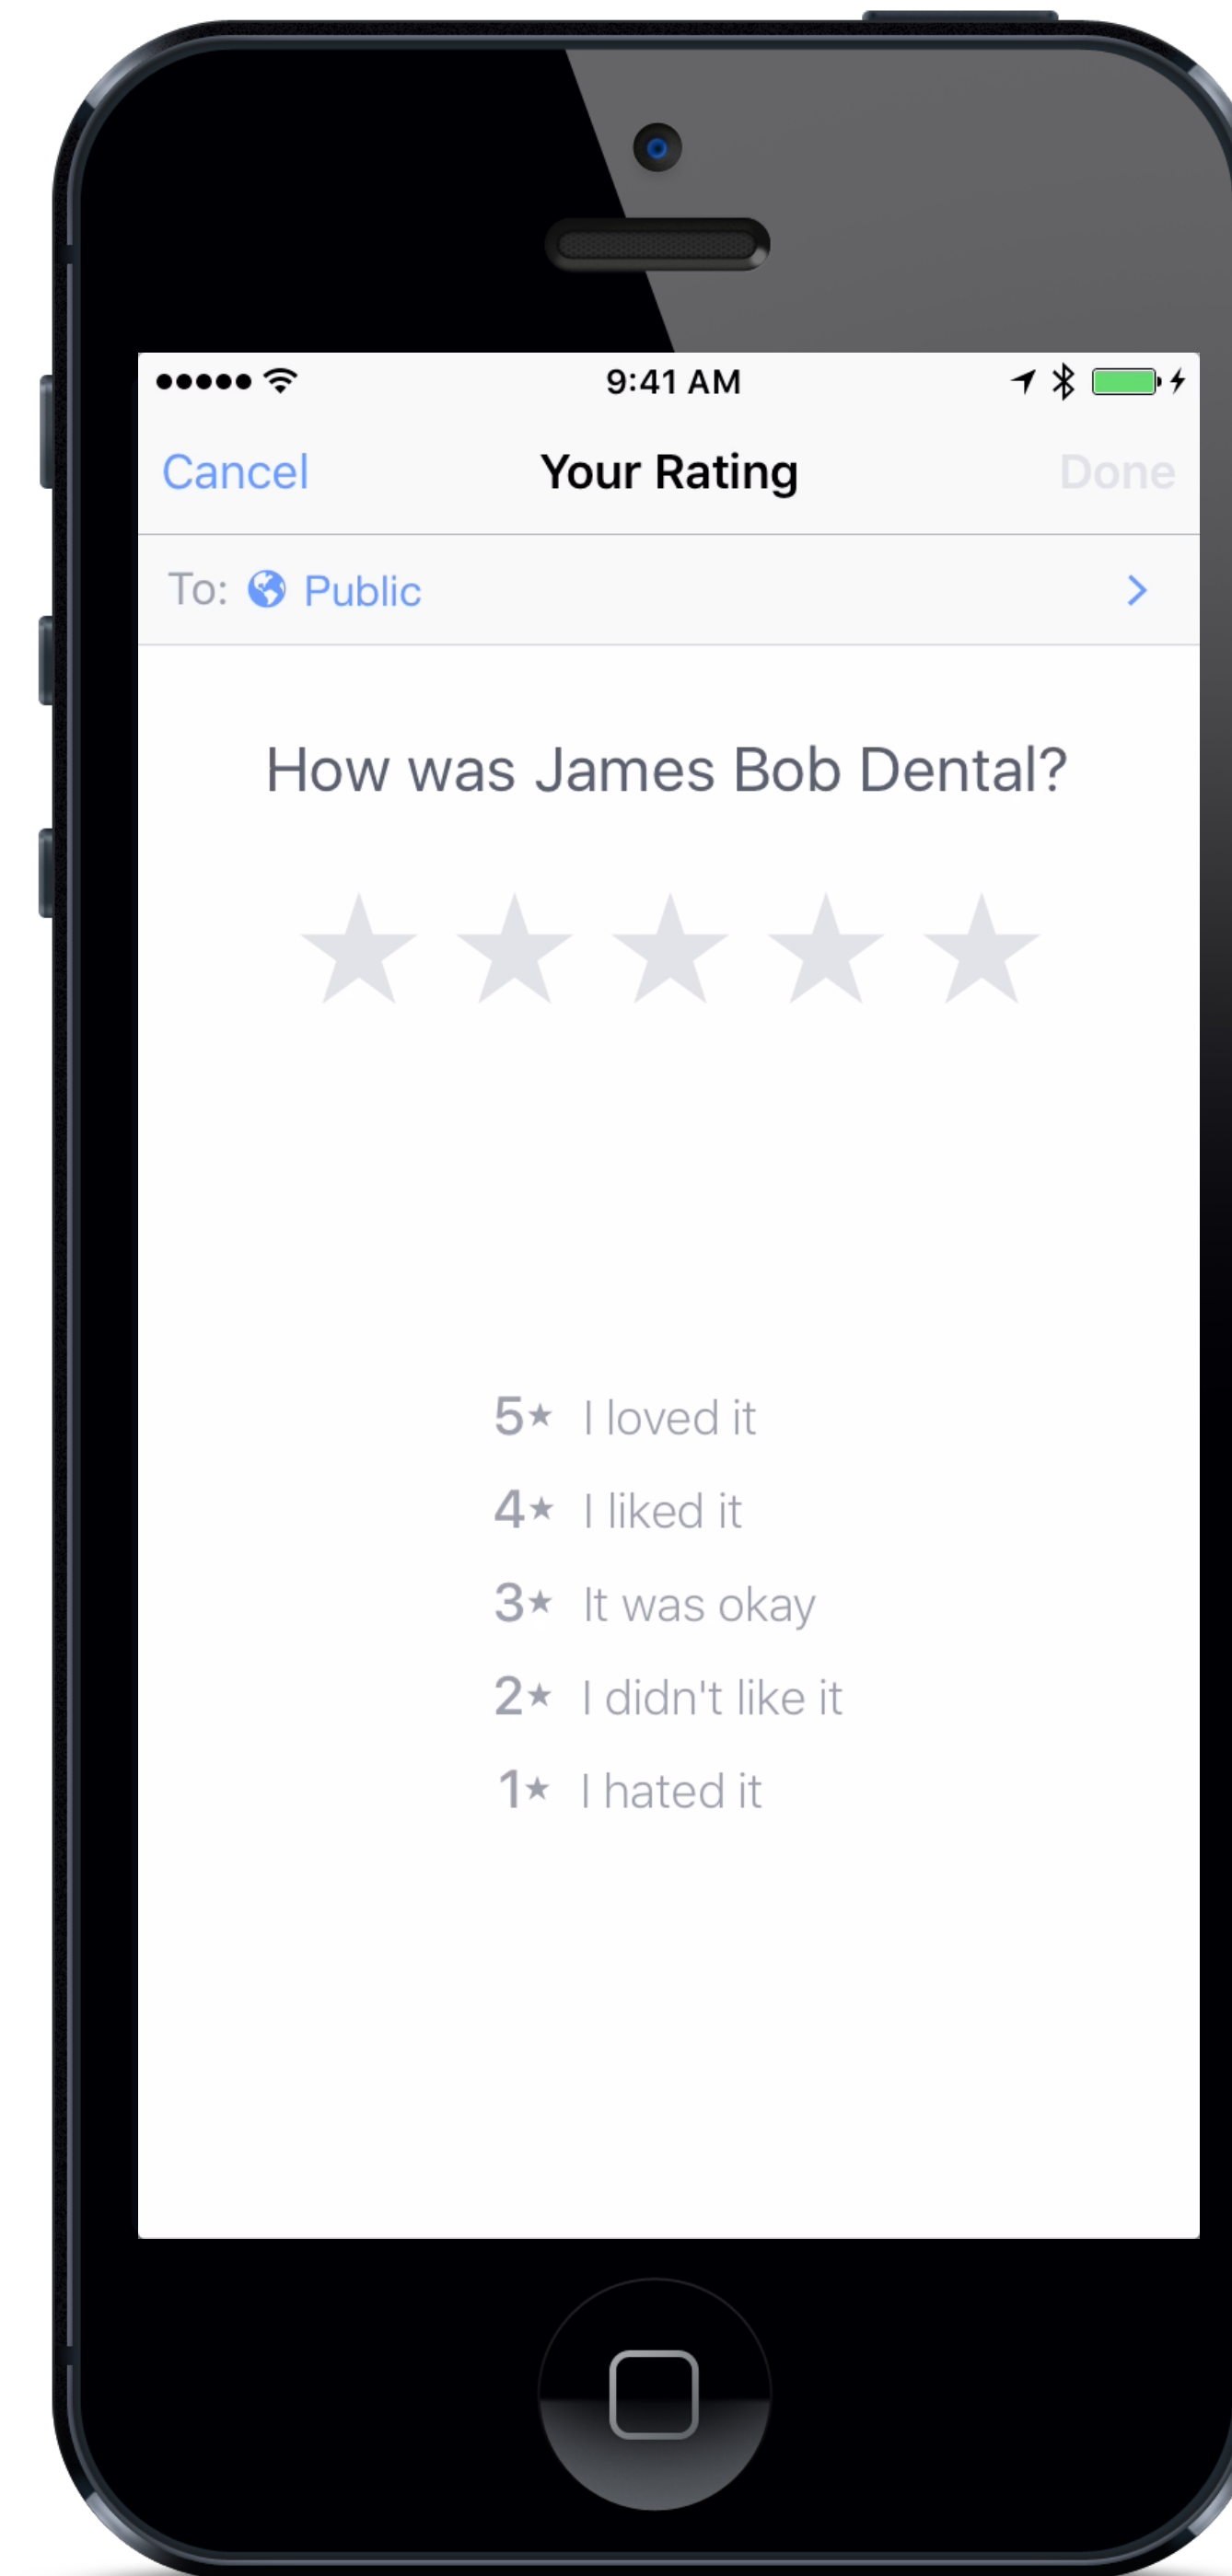 9:41 AM
Cancel Your Rating Done
To: Public
How was James Bob Dental?
5★ I loved it
4★ I liked it
3★ It was okay
2★ I didn't like it
1★ I hated it